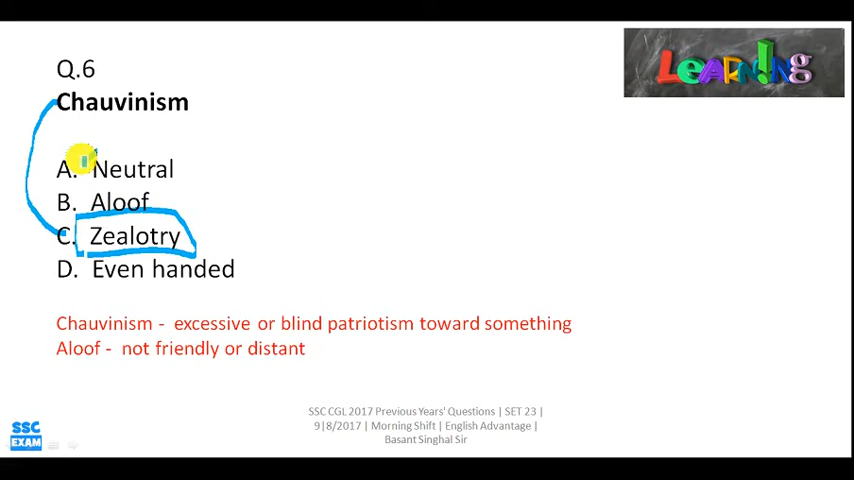 LEARN!NG
Q.6
Chauvinism
A. Neutral
B. Aloof
C. Zealotry
D. Even handed
Chauvinism - excessive or blind patriotism toward something
Aloof - not friendly or distant
SSC CGL 2017 Previous Years' Questions | SET 23 |
9|8/2017 | Morning Shift | English Advantage |
Basant Singhal Sir
SSC
EXAM